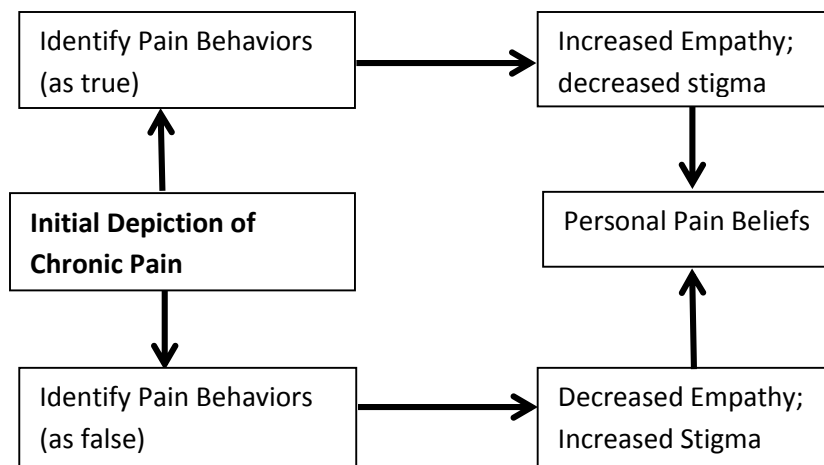 Identify Pain Behaviors
(as true)
Increased Empathy;
decreased stigma
Initial Depiction of
Chronic Pain
Personal Pain Beliefs
Identify Pain Behaviors
(as false)
Decreased Empathy;
Increased Stigma